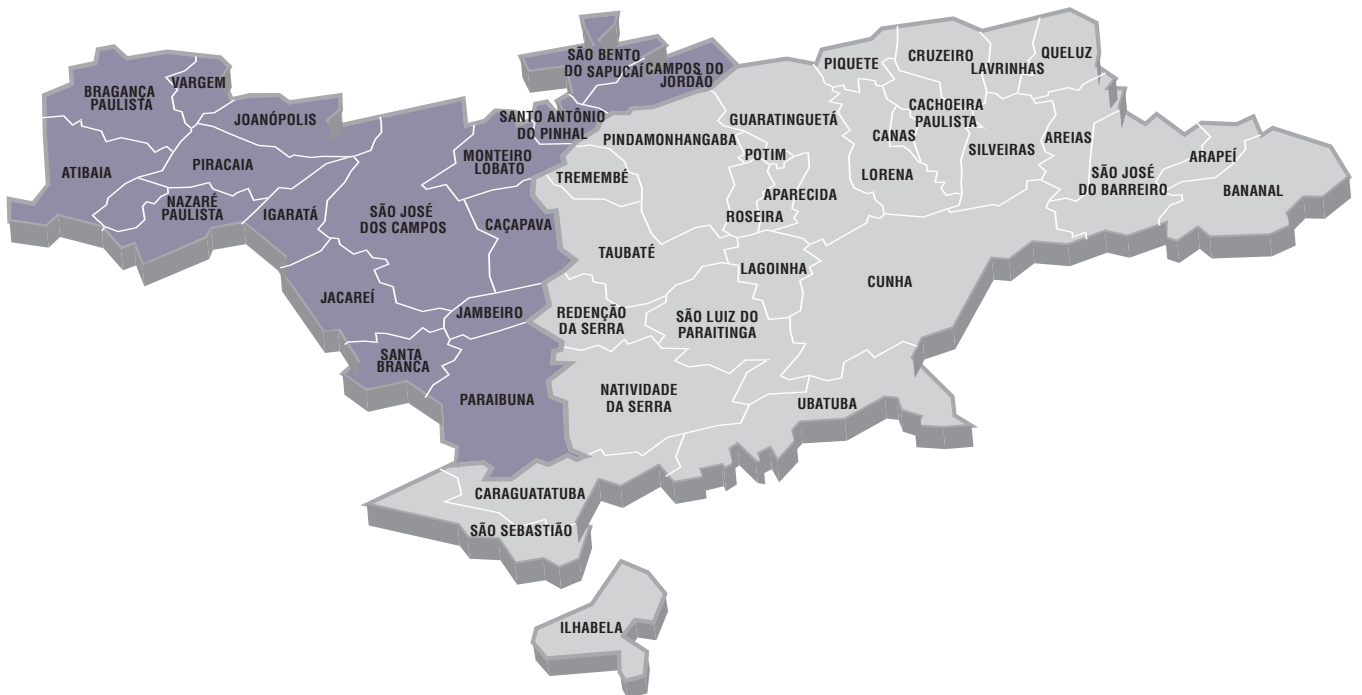 BRAGANÇA
PAULISTA
VARGEM
JOANÓPOLIS
ATIBAIA
PIRACAIA
NAZARÉ
PAULISTA
IGARATÁ
SÃO JOSÉ
DOS CAMPOS
MONTEIRO
LOBATO
SANTO ANTÔNIO
DO PINHAL
SÃO BENTO
DO SAPUCAÍ
CAMPOS DO
JORDÃO
CAÇAPAVA
JACAREÍ
JAMBEIRO
SANTA
BRANCA
PARAIBUNA
PINDAMONHANGABA
TREMEMBÉ
TAUBATÉ
GUARATINGUETÁ
POTIM
APARECIDA
ROSEIRA
PIQUETE
CRUZEIRO
LAVRINHAS
QUELUZ
CACHOEIRA
PAULISTA
CANAS
LORENA
SILVEIRAS
AREIAS
SÃO JOSÉ
DO BARREIRO
ARAPEÍ
BANANAL
LAGOINHA
CUNHA
REDENÇÃO
DA SERRA
SÃO LUIZ DO
PARAITINGA
NATIVIDADE
DA SERRA
UBATUBA
CARAGUATATUBA
SÃO SEBASTIÃO
ILHABELA